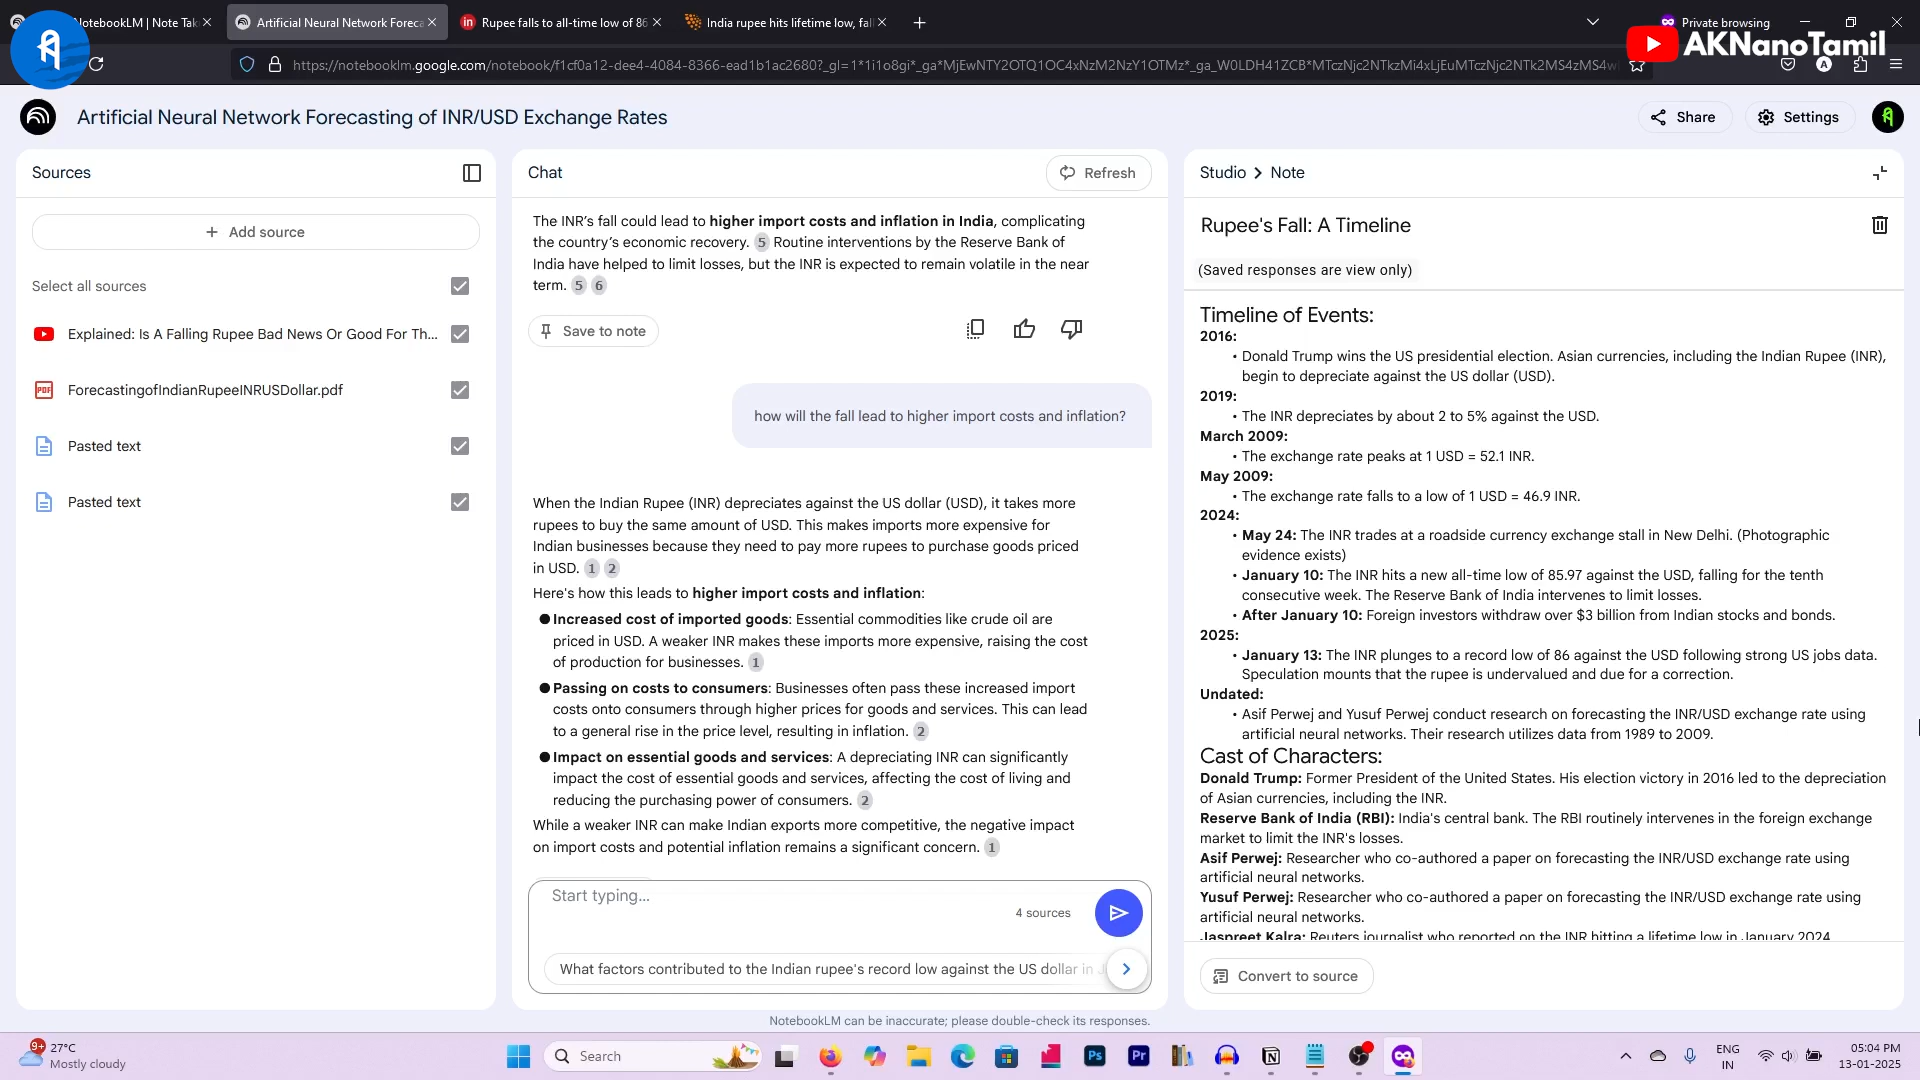 NotebookLM | Note Tak
Artificial Neural Network Foreca
Rupee falls to all-time low of 86
India rupee hits lifetime low, fal
Private browsing
AKNanoTamil
https://notebooklm.google.com/notebook/f1cf0a12-dee4-4084-8366-ead1b1ac2680?_gl=1*1i1o8gi*_ga*MjEwNTY2OTQ1OC4xNzM2NzY1OTMz*_ga_W0LDH41ZCB*MTczNjc2NTkzMi4xLjEuMTczNjc2NTk2MS4zMS4w
Artificial Neural Network Forecasting of INR/USD Exchange Rates
Share
Settings
Sources
Add source
Select all sources
Explained: Is A Falling Rupee Bad News Or Good For Th...
PDF
ForecastingofIndianRupeeINRUSDollar.pdf
Pasted text
Pasted text
Chat
Refresh
The INR's fall could lead to higher import costs and inflation in India, complicating
the country's economic recovery. 5 Routine interventions by the Reserve Bank of
India have helped to limit losses, but the INR is expected to remain volatile in the near
term. 5 6
Save to note
how will the fall lead to higher import costs and inflation?
When the Indian Rupee (INR) depreciates against the US dollar (USD), it takes more
rupees to buy the same amount of USD. This makes imports more expensive for
Indian businesses because they need to pay more rupees to purchase goods priced
in USD. 1 2
Here's how this leads to higher import costs and inflation:
● Increased cost of imported goods: Essential commodities like crude oil are
priced in USD. A weaker INR makes these imports more expensive, raising the cost
of production for businesses. 1
● Passing on costs to consumers: Businesses often pass these increased import
costs onto consumers through higher prices for goods and services. This can lead
to a general rise in the price level, resulting in inflation. 2
● Impact on essential goods and services: A depreciating INR can significantly
impact the cost of essential goods and services, affecting the cost of living and
reducing the purchasing power of consumers. 2
While a weaker INR can make Indian exports more competitive, the negative impact
on import costs and potential inflation remains a significant concern. 1
Start typing...
4 sources
What factors contributed to the Indian rupee's record low against the US dollar in J
NotebookLM can be inaccurate; please double-check its responses.
Studio > Note
Rupee's Fall: A Timeline
(Saved responses are view only)
Timeline of Events:
2016:
• Donald Trump wins the US presidential election. Asian currencies, including the Indian Rupee (INR),
begin to depreciate against the US dollar (USD).
2019:
• The INR depreciates by about 2 to 5% against the USD.
March 2009:
• The exchange rate peaks at 1 USD = 52.1 INR.
May 2009:
• The exchange rate falls to a low of 1 USD = 46.9 INR.
2024:
• May 24: The INR trades at a roadside currency exchange stall in New Delhi. (Photographic
evidence exists)
• January 10: The INR hits a new all-time low of 85.97 against the USD, falling for the tenth
consecutive week. The Reserve Bank of India intervenes to limit losses.
• After January 10: Foreign investors withdraw over $3 billion from Indian stocks and bonds.
2025:
• January 13: The INR plunges to a record low of 86 against the USD following strong US jobs data.
Speculation mounts that the rupee is undervalued and due for a correction.
Undated:
• Asif Perwej and Yusuf Perwej conduct research on forecasting the INR/USD exchange rate using
artificial neural networks. Their research utilizes data from 1989 to 2009.
Cast of Characters:
Donald Trump: Former President of the United States. His election victory in 2016 led to the depreciation
of Asian currencies, including the INR.
Reserve Bank of India (RBI): India's central bank. The RBI routinely intervenes in the foreign exchange
market to limit the INR's losses.
Asif Perwej: Researcher who co-authored a paper on forecasting the INR/USD exchange rate using
artificial neural networks.
Yusuf Perwej: Researcher who co-authored a paper on forecasting the INR/USD exchange rate using
artificial neural networks.
Jaspreet Kalra: Reuters journalist who reported on the INR hitting a lifetime low in January 2024
Convert to source
9+
27°C
Mostly cloudy
Search
Ps
Pr
ENG
IN
05:04 PM
13-01-2025